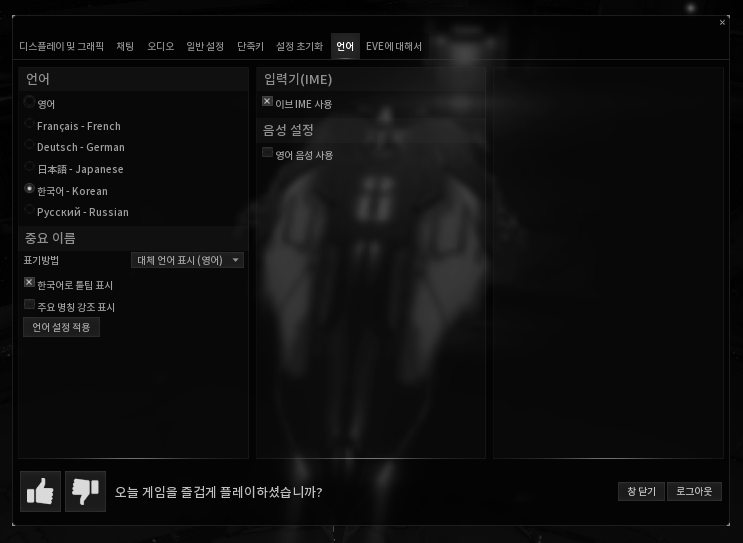 디스플레이 및 그래픽 채팅 오디오 일반 설정 단축키 설정 초기화 언어 EVE에 대해서
언어
영어
Français - French
Deutsch - German
日本語 - Japanese
한국어 - Korean
Русский - Russian
중요 이름
표기방법 대체 언어 표시 (영어)
한국어로 툴팁 표시
주요 명칭 강조 표시
언어 설정 적용
입력기(IME)
이브 IME 사용
음성 설정
영어 음성 사용
오늘 게임을 즐겁게 플레이하셨습니까?
창 닫기 로그아웃